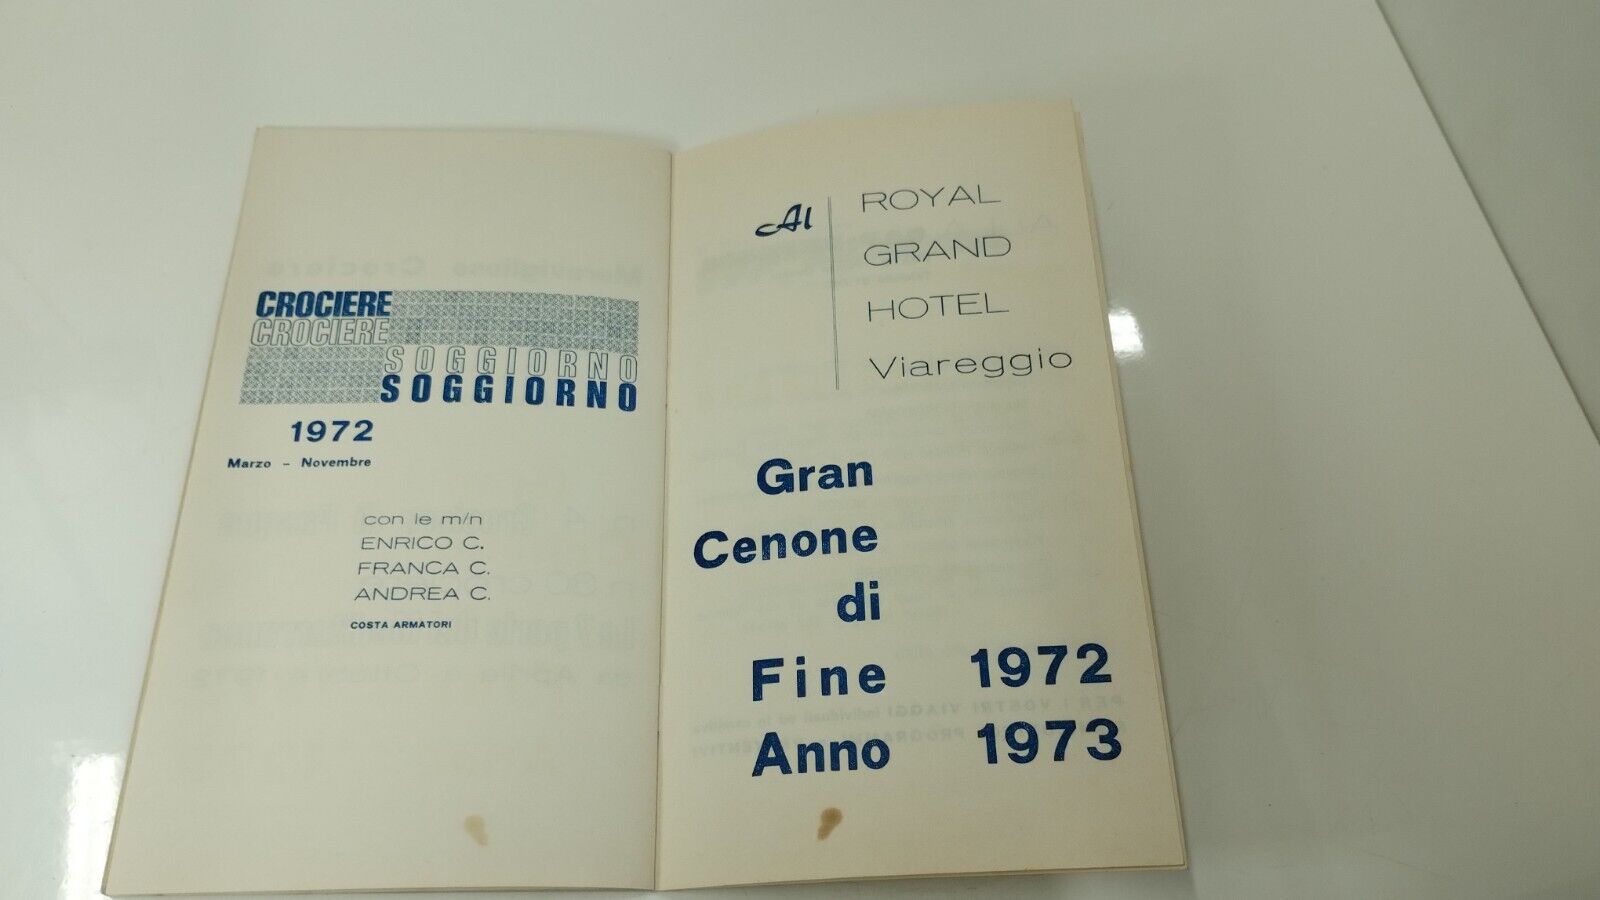 CROCIERE
CROCIERE
SOGGIORNO
SOGGIORNO
1972
Marzo - Novembre
con le m/n
ENRICO C.
FRANCA C.
ANDREA C.
COSTA ARMATORI
Al
ROYAL
GRAND
HOTEL
Viareggio
Gran
Cenone
di
Fine 1972
Anno 1973